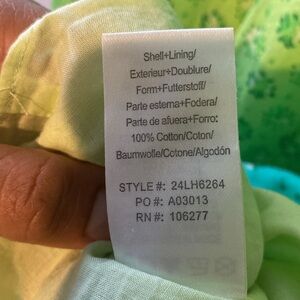 Shell+Lining/
Exterieur+Doublure/
Form+Futterstoff/
Parte esterna+Fodera/
Parte de afuera+Forro:
100% Cotton/Coton/
Baumwolle/Cotone/Algodón
STYLE #: 24LH6264
PO #: A03013
RN #: 106277